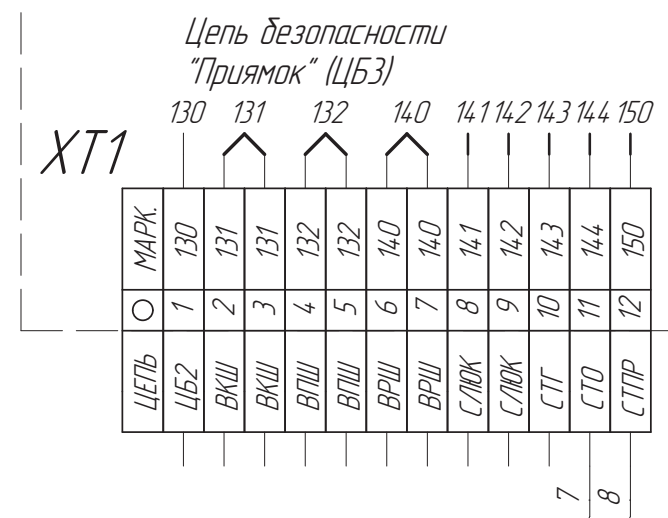 Цепь безопасности
"Приямок" (ЦБ3)
130 131 132 140 141 142 143 144 150
XT1
МАРК. 130 131 131 132 132 140 140 141 142 143 144 150
1 2 3 4 5 6 7 8 9 10 11 12
ЦЕПЬ ЦБ2 ВКШ ВКШ ВПШ ВПШ ВРШ ВРШ СЛЮК СЛЮК СТГ СТО СТПР
7 8